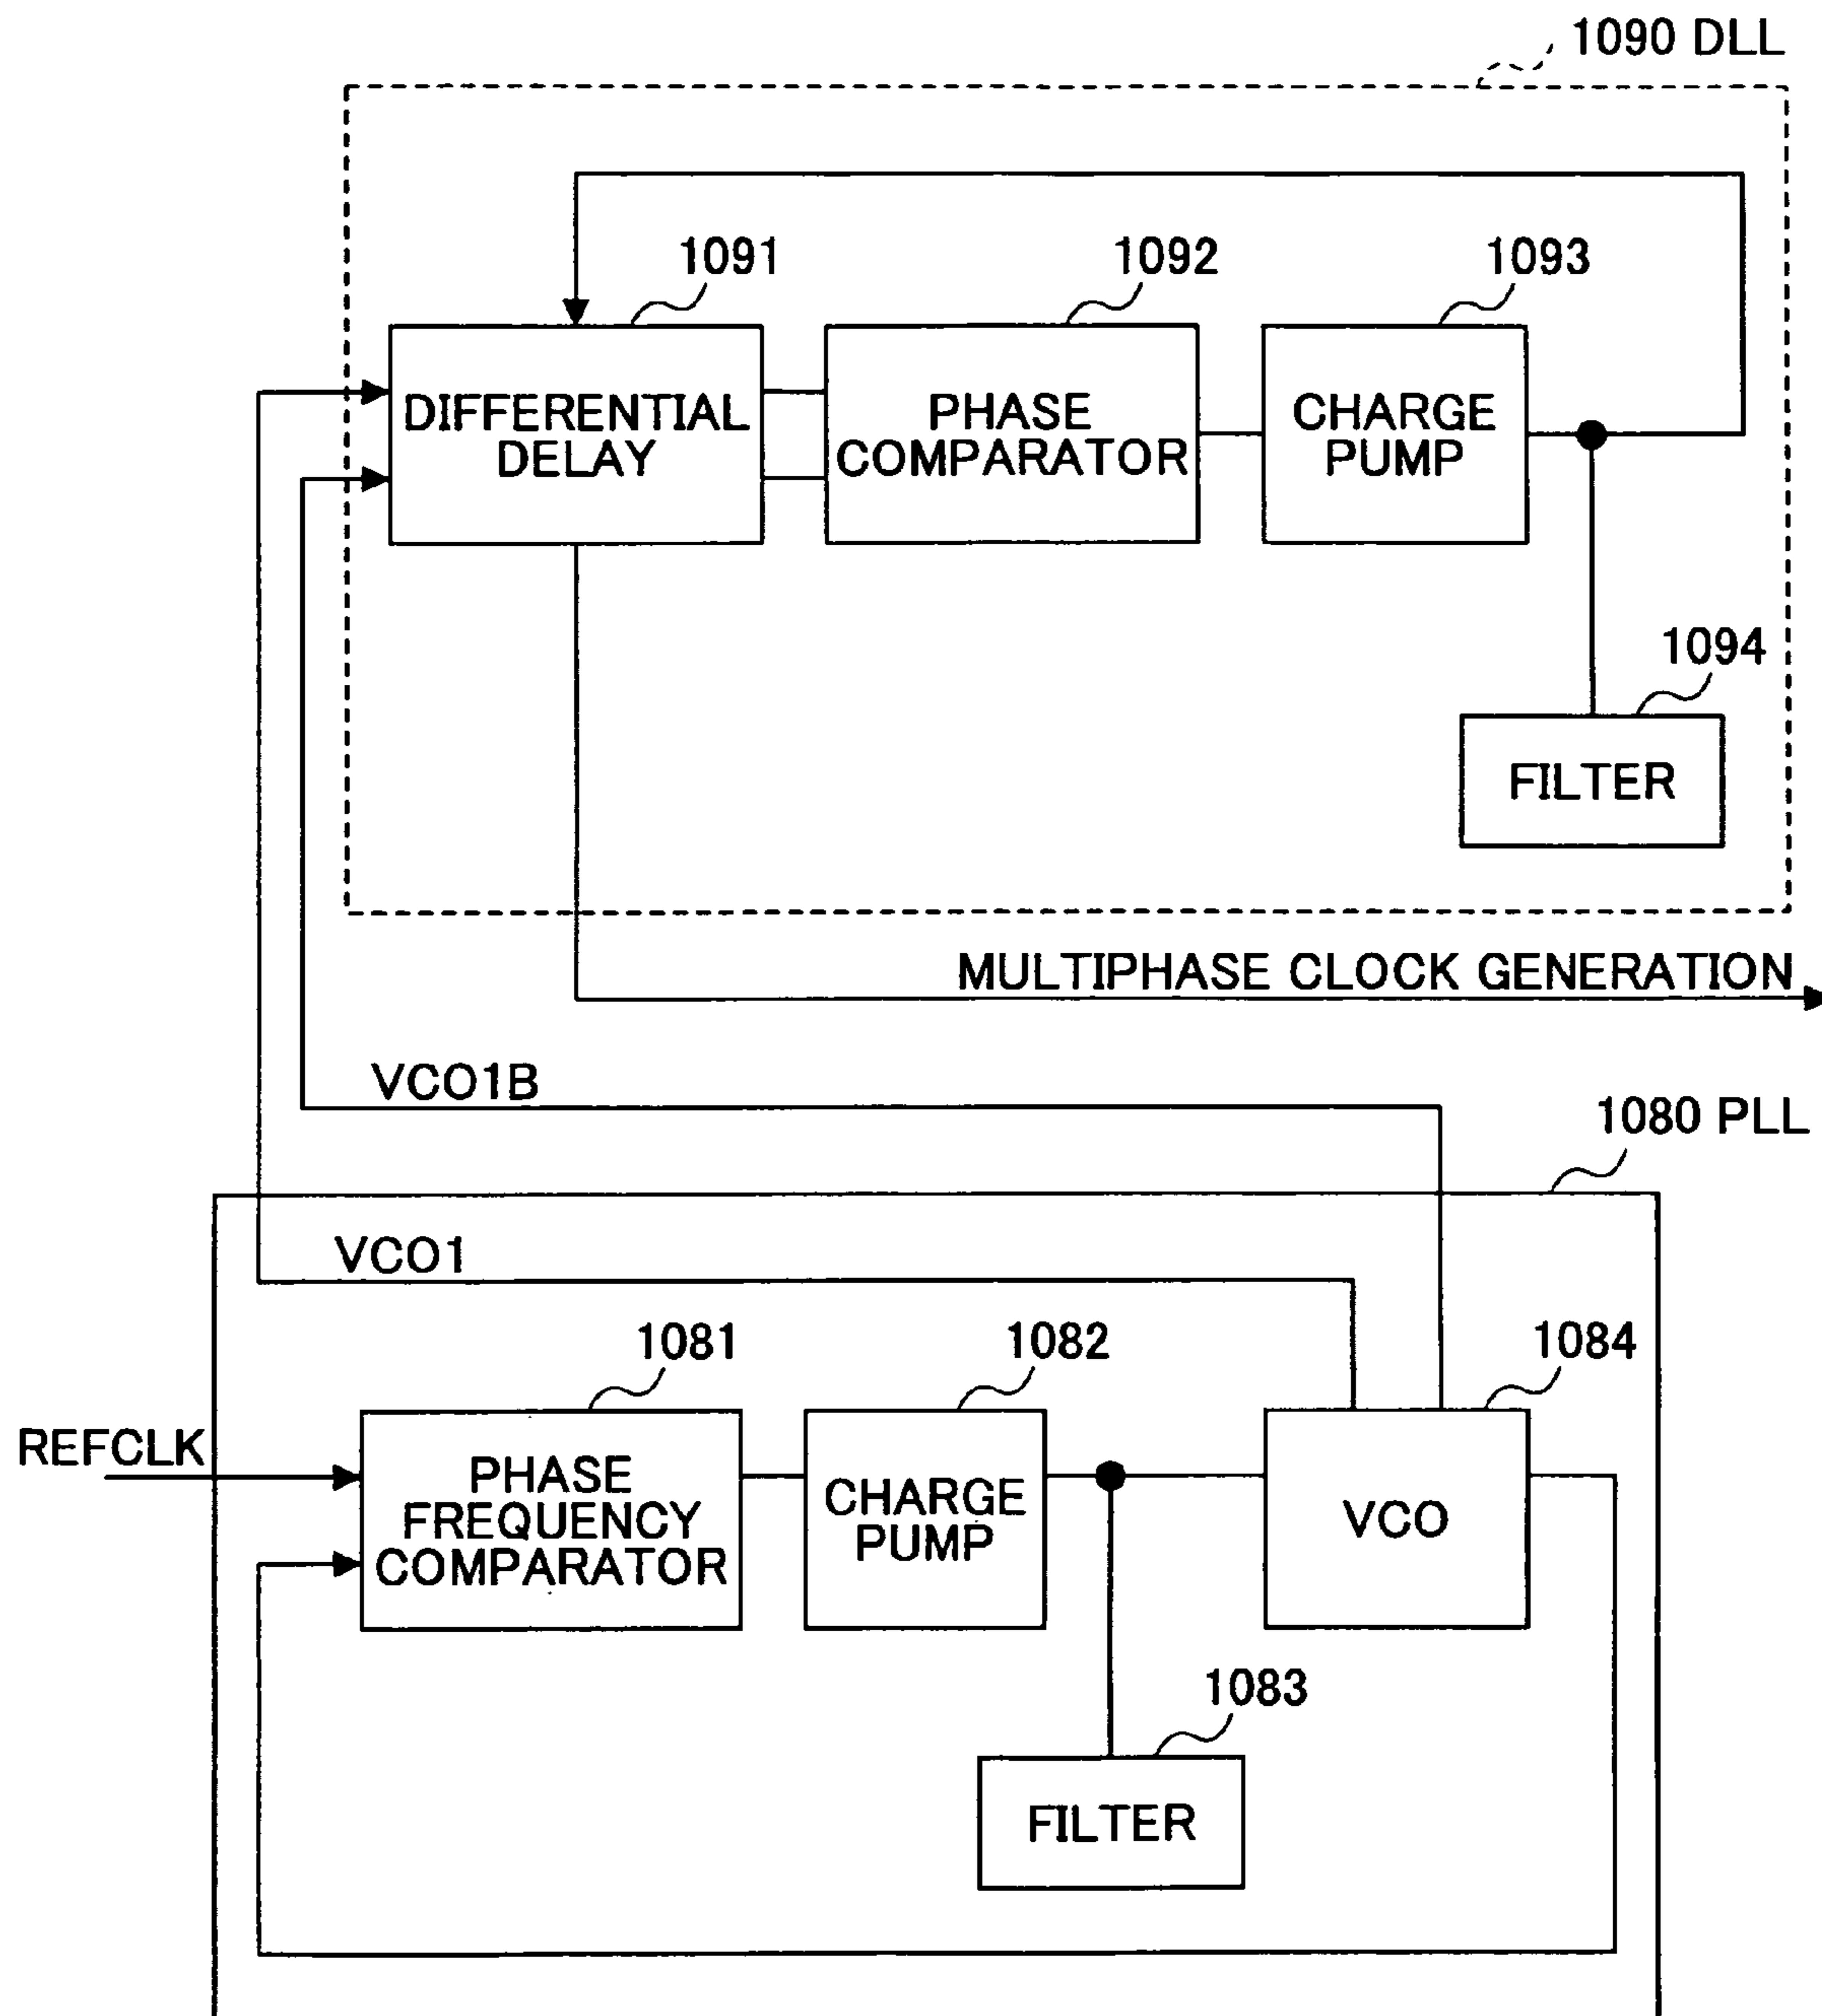 1090 DLL
1091
1092
1093
DIFFERENTIAL
DELAY
PHASE
COMPARATOR
CHARGE
PUMP
1094
FILTER
MULTIPHASE CLOCK GENERATION
VCO1B
1080 PLL
VCO1
1081
1082
1084
REFCLK
PHASE
FREQUENCY
COMPARATOR
CHARGE
PUMP
VCO
1083
FILTER